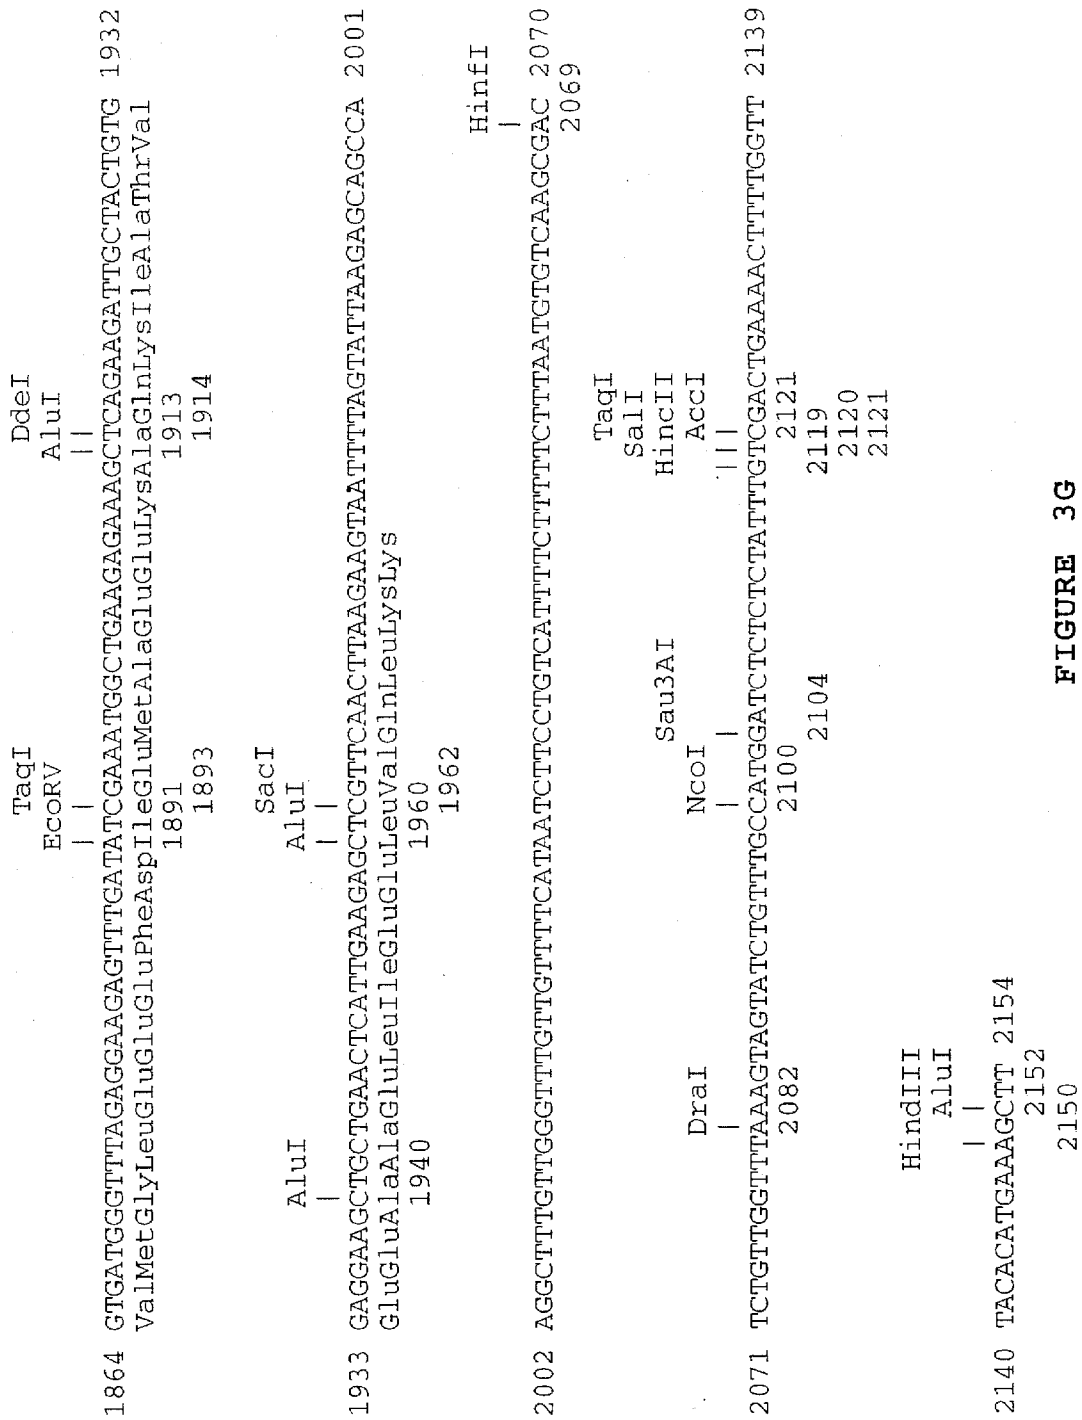 TaqI
DdeI
EcoRV
AluI
| |
||
1864 GTGATGGGTTTAGAGGAAGAGTTTGATATCGAAATGGCTGAAGAGAAAGCTCAGAAGATTGCTACTGTG 1932
ValMetGlyLeuGluGluGluPheAspIleGluMetAlaGluGluLysAlaGlnLysIleAlaThrVal
1891 1913
1893 1914
SacI
AluI AluI
| | |
1933 GAGGAAGCTGCTGAACTCATTGAAGAGCTCGTTCAACTTAAGAAGTAATTTTAGTATTAAGAGCAGCCA 2001
GluGluAlaAlaGluLeuIleGluGluLeuValGlnLeuLysLys
1940 1960
1962
HinfI
|
2002 AGGCTTTGTTGGGTTTGTTGTTTTCATAATCTTCCTGTCATTTTCTTTTTCTTTAATGTGTCAAGCGAC 2070
2069
TaqI
SalI
Sau3AI HincII
DraI NcoI AccI
| | | |||
2071 TCTGTTGGTTTAAAGTAGTATCTGTTTGCCATGGATCTCTCTCTATTTGTCGACTGAAAACTTTTGGTT 2139
2082 2100 2121
2104 2119
2120
2121
HindIII
AluI
| |
2140 TACACATGAAAGCTT 2154
2152
2150
FIGURE 3G